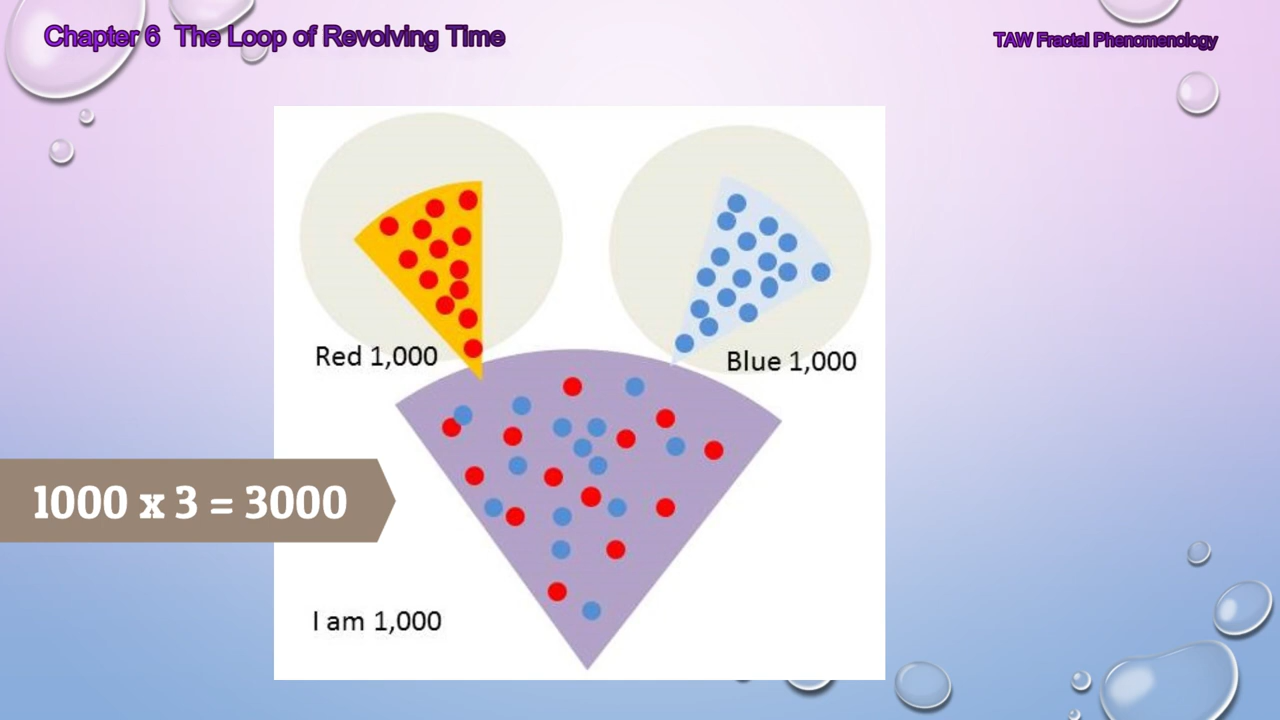 Chapter 6 The Loop of Revolving Time
TAW Fractal Phenomenology
Red 1,000
Blue 1,000
1000 x 3 = 3000
I am 1,000